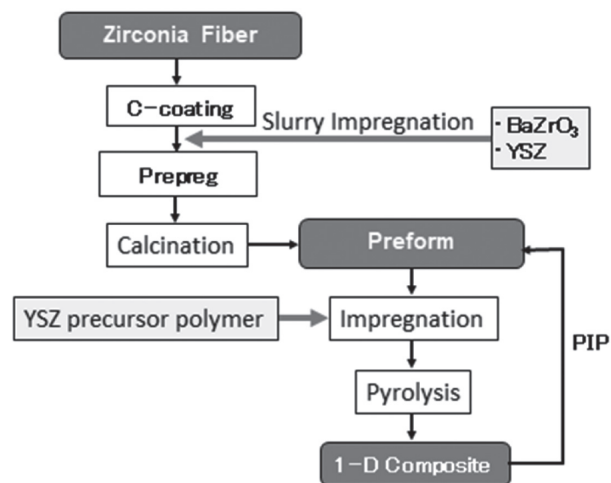 Zirconia Fiber
C-coating
Slurry Impregnation
· BaZrO₃
· YSZ
Prepreg
Calcination
Preform
YSZ precursor polymer
Impregnation
PIP
Pyrolysis
1-D Composite